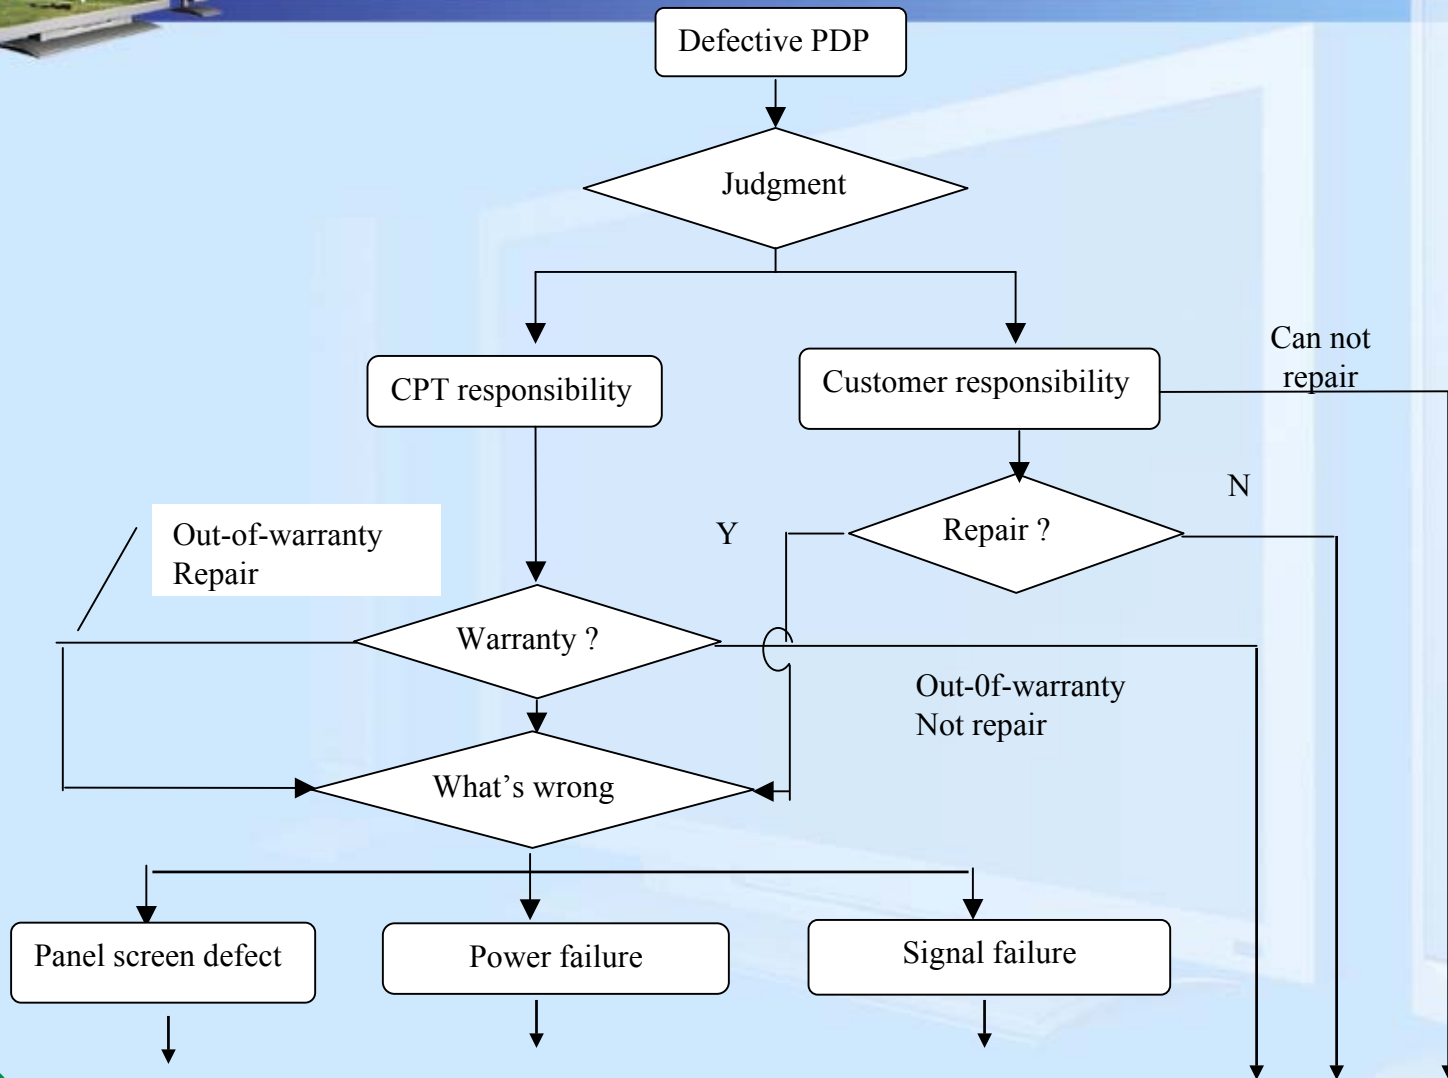 Defective PDP
Judgment
CPT responsibility
Customer responsibility
Can not
repair
Out-of-warranty
Repair
Y
Repair ?
N
Warranty ?
Out-0f-warranty
Not repair
What’s wrong
Panel screen defect
Power failure
Signal failure